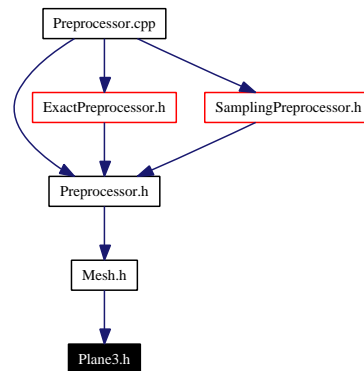 Preprocessor.cpp
ExactPreprocessor.h
SamplingPreprocessor.h
Preprocessor.h
Mesh.h
Plane3.h